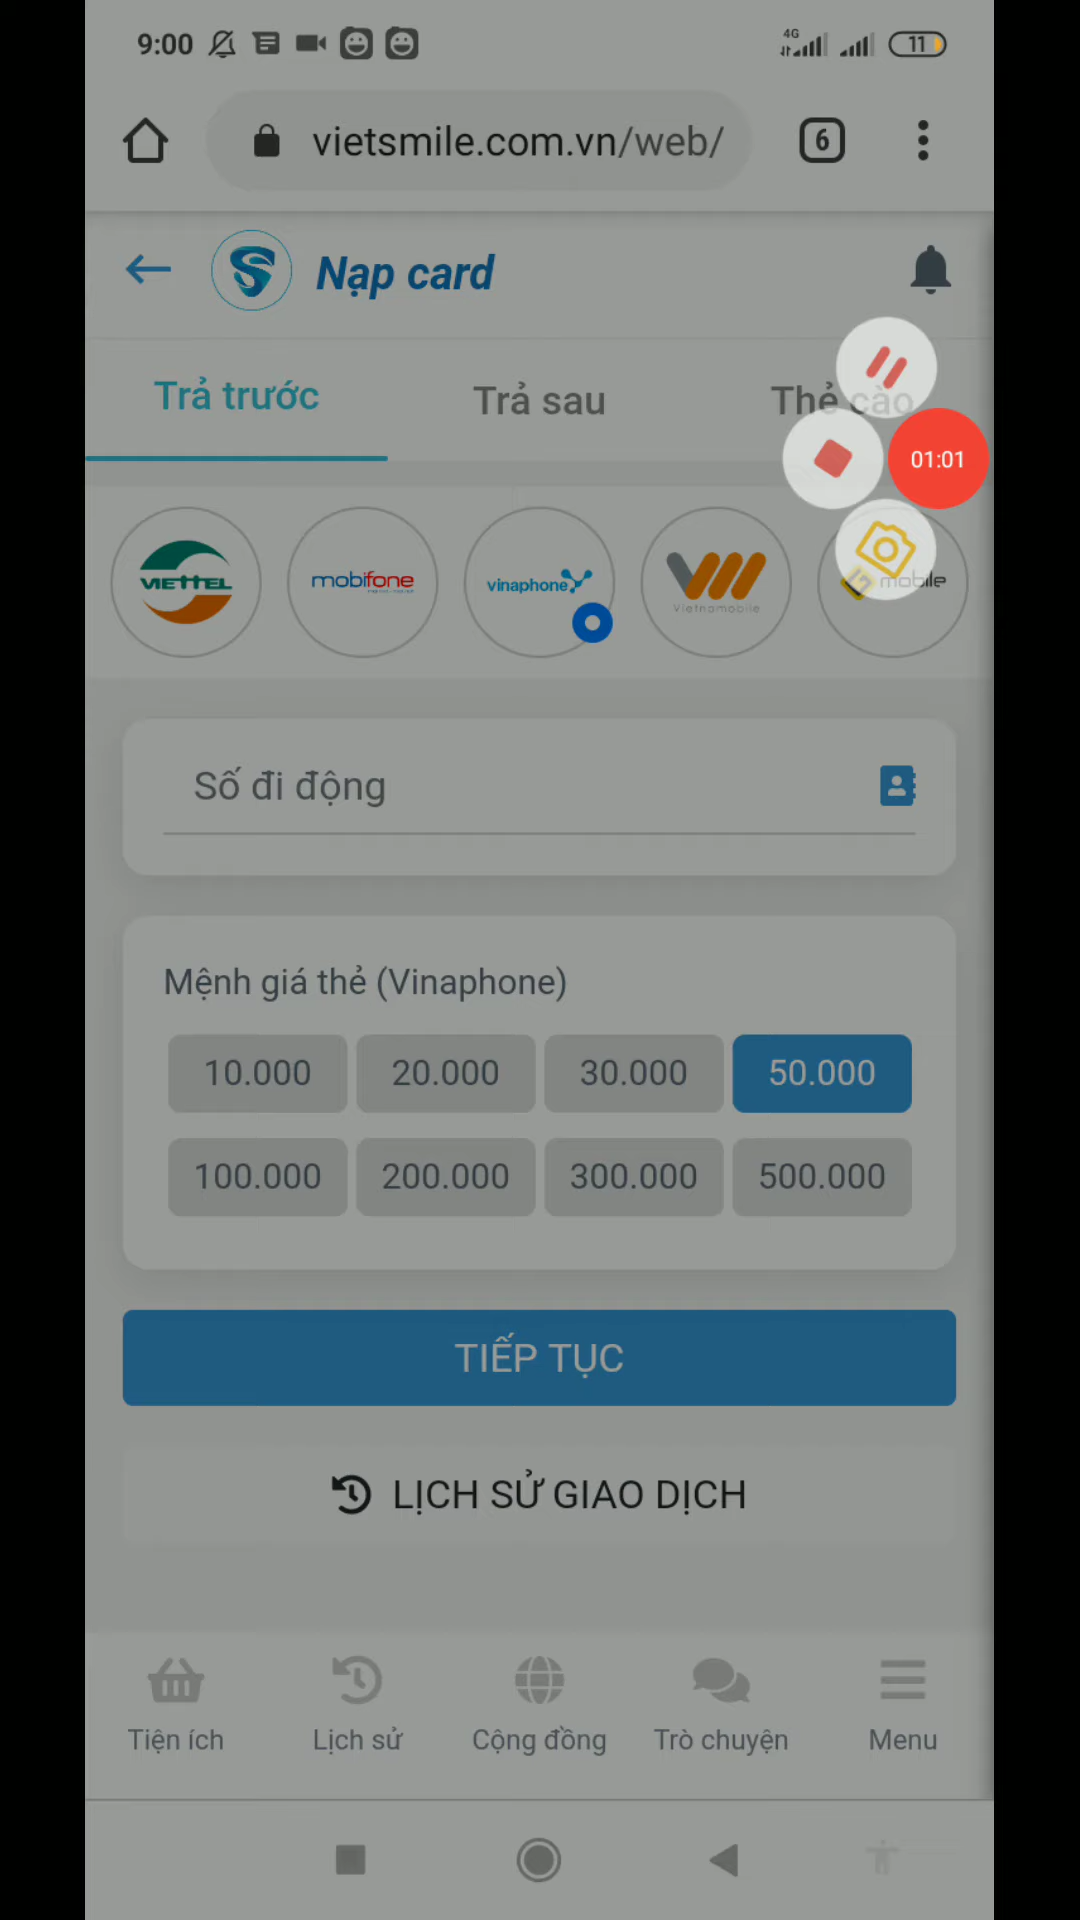 9:00
4G
11
vietsmile.com.vn/web/
6
Nạp card
Trả trước
Trả sau
Thẻ cào
01:01
VIETTEL
mobifone
vinaphone
Vietnamobile
G mobile
Số đi động
Mệnh giá thẻ (Vinaphone)
10.000
20.000
30.000
50.000
100.000
200.000
300.000
500.000
TIẾP TỤC
LỊCH SỬ GIAO DỊCH
Tiện ích
Lịch sử
Cộng đồng
Trò chuyện
Menu